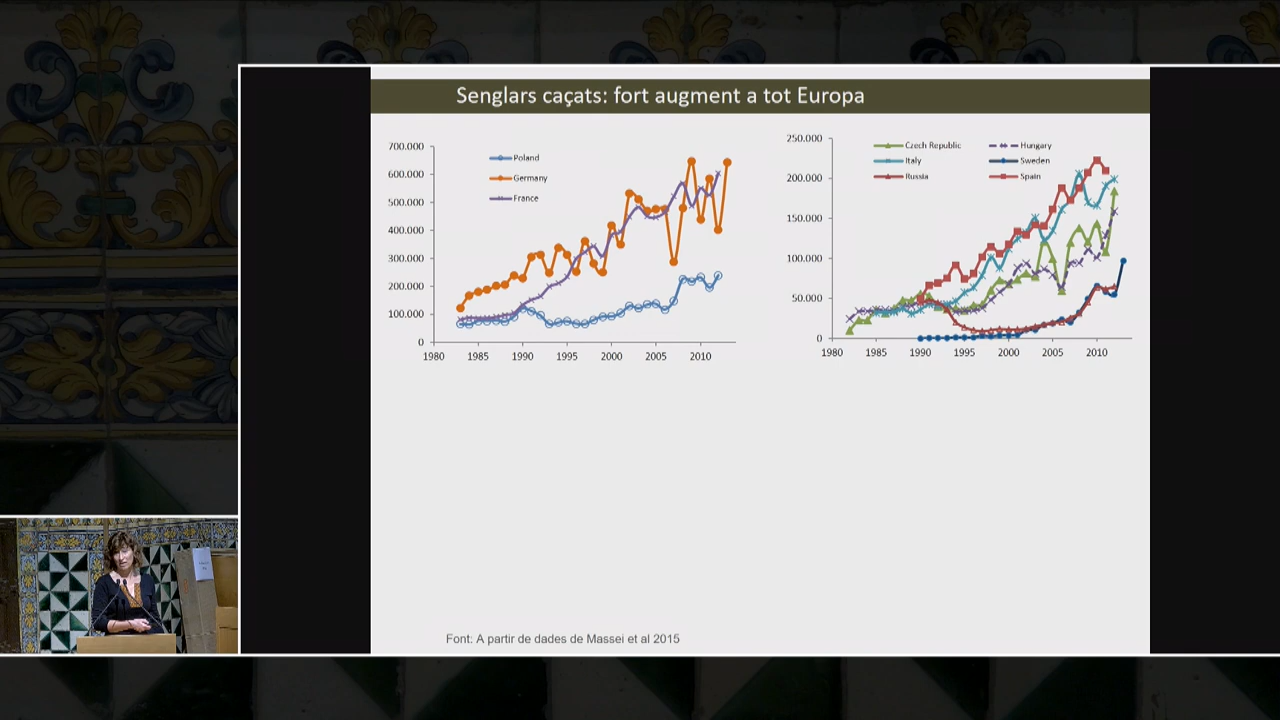 Senglars caçats: fort augment a tot Europa
700.000
600.000
500.000
400.000
300.000
200.000
100.000
0
1980 1985 1990 1995 2000 2005 2010
Poland
Germany
France
250.000
200.000
150.000
100.000
50.000
0
1980 1985 1990 1995 2000 2005 2010
Czech Republic Hungary
Italy Sweden
Russia Spain
Font: A partir de dades de Massei et al 2015